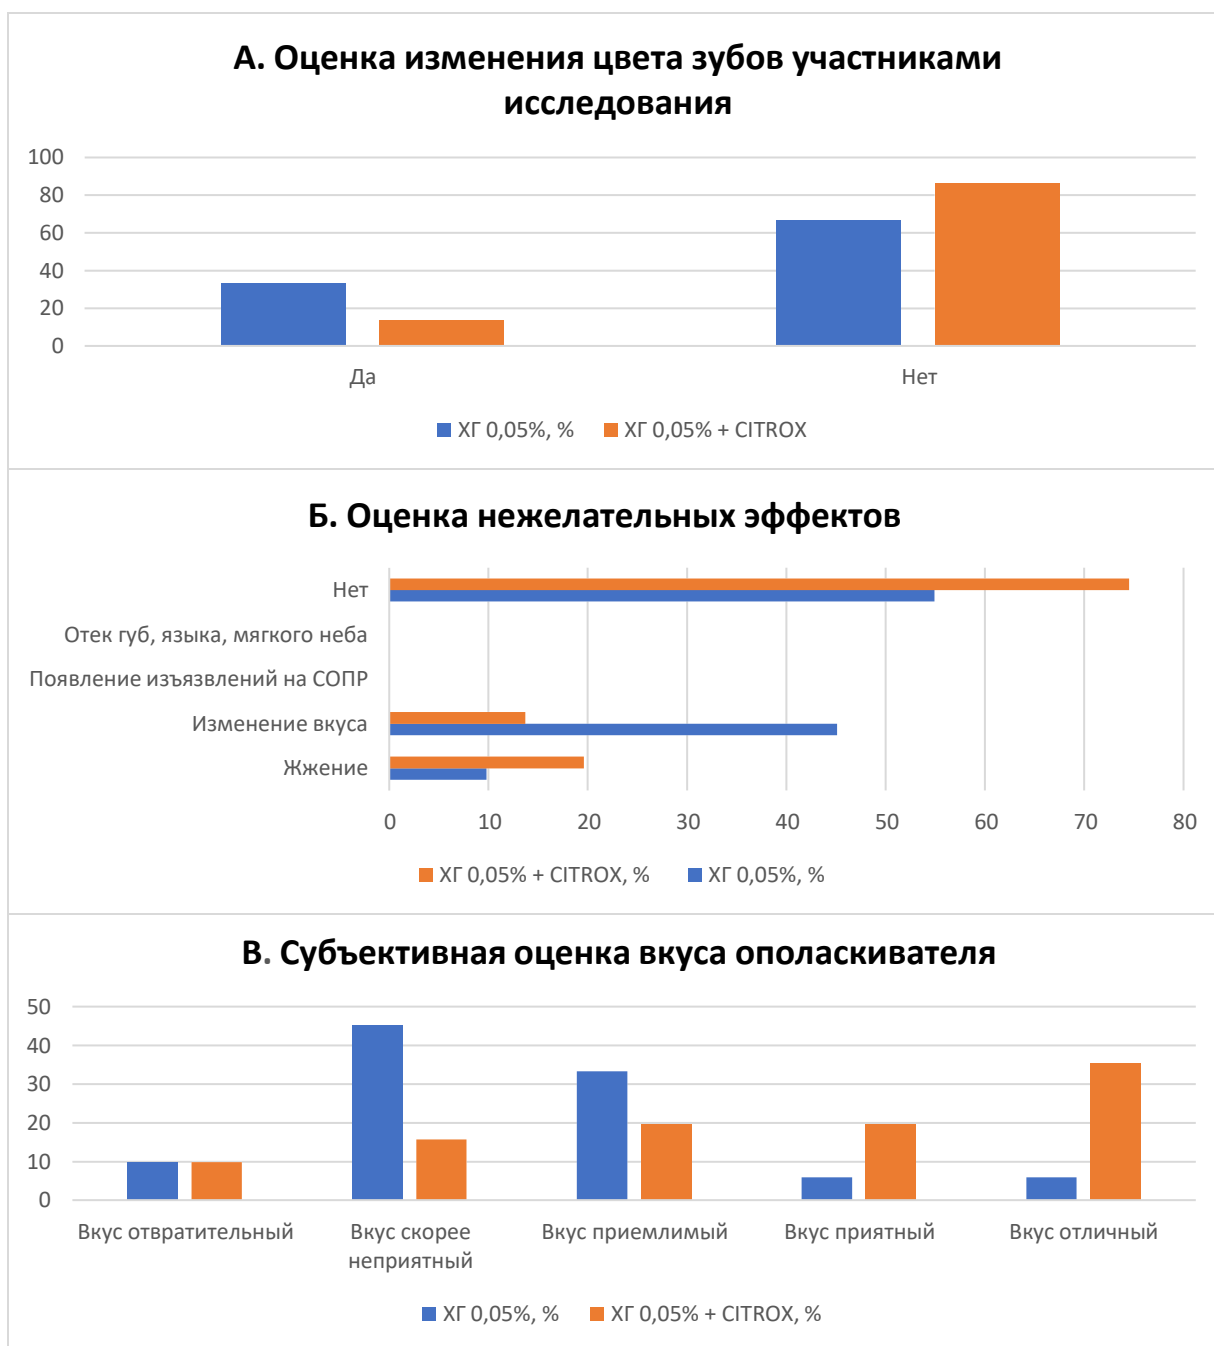 А. Оценка изменения цвета зубов участниками
исследования
100
80
60
40
20
0
Да
Нет
ХГ 0,05%, %
ХГ 0,05% + CITROX
Б. Оценка нежелательных эффектов
Нет
Отек губ, языка, мягкого неба
Появление изъязвлений на СОПР
Изменение вкуса
Жжение
0 10 20 30 40 50 60 70 80
ХГ 0,05% + CITROX, %
ХГ 0,05%, %
В. Субъективная оценка вкуса ополаскивателя
50
40
30
20
10
0
Вкус отвратительный
Вкус скорее
неприятный
Вкус приемлимый
Вкус приятный
Вкус отличный
ХГ 0,05%, %
ХГ 0,05% + CITROX, %